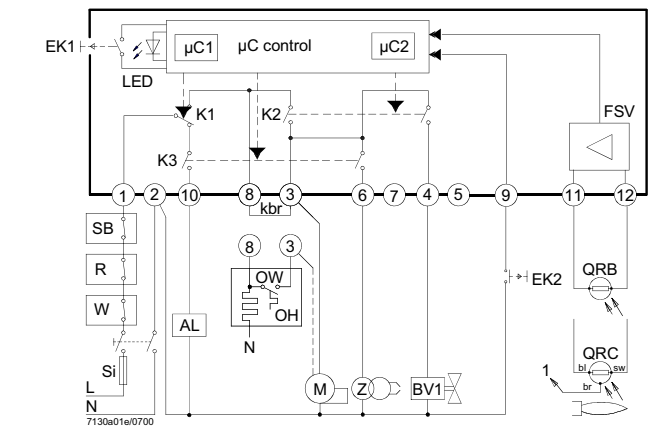 EK1
LED
µC1
µC control
µC2
K1
K2
FSV
K3
1
2
10
8
3
6
7
4
5
9
11
12
kbr
SB
R
W
Si
L
N
8
3
OW
OH
N
AL
M
Z
BV1
EK2
QRB
QRC
bl
sw
br
1
7130a01e/0700